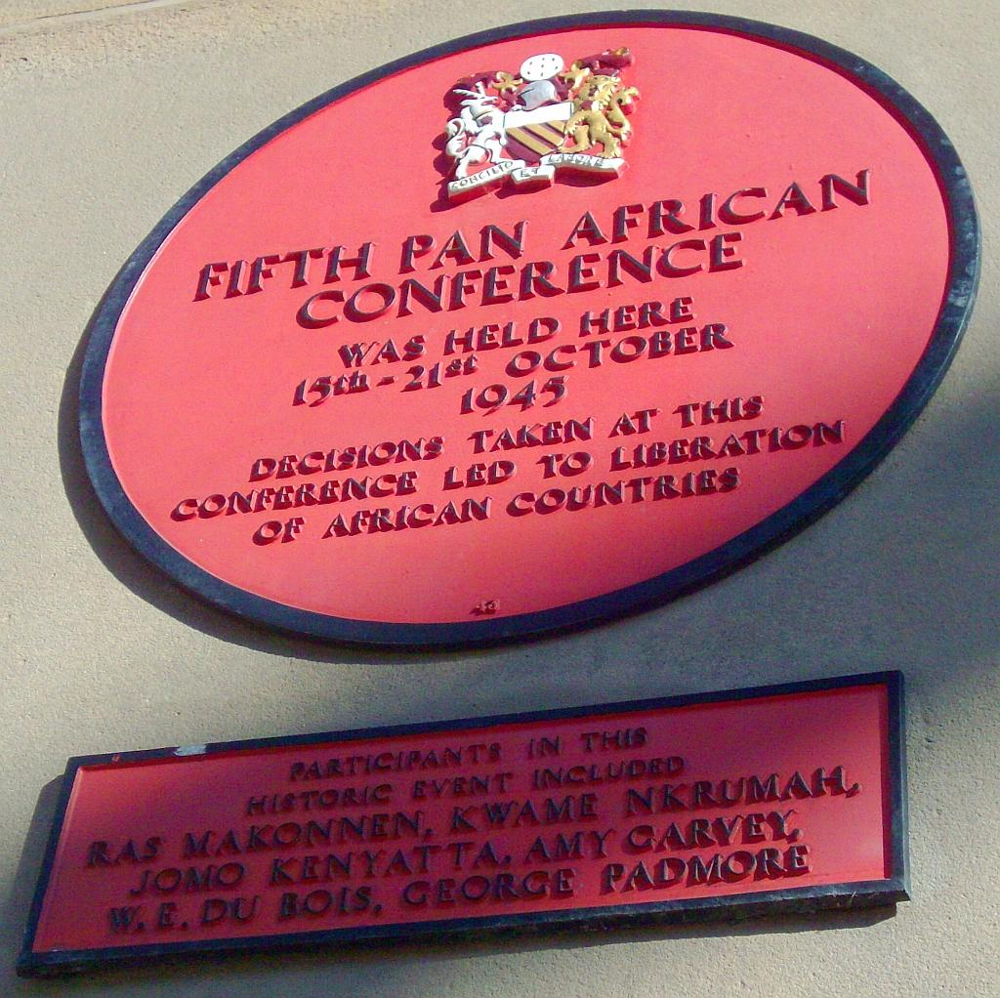 CONCILIO ET LABORE
FIFTH PAN AFRICAN
CONFERENCE
WAS HELD HERE
15th - 21st OCTOBER
1945
DECISIONS TAKEN AT THIS
CONFERENCE LED TO LIBERATION
OF AFRICAN COUNTRIES
PARTICIPANTS IN THIS
HISTORIC EVENT INCLUDED
RAS MAKONNEN, KWAME NKRUMAH,
JOMO KENYATTA, AMY GARVEY,
W. E. DU BOIS, GEORGE PADMORE